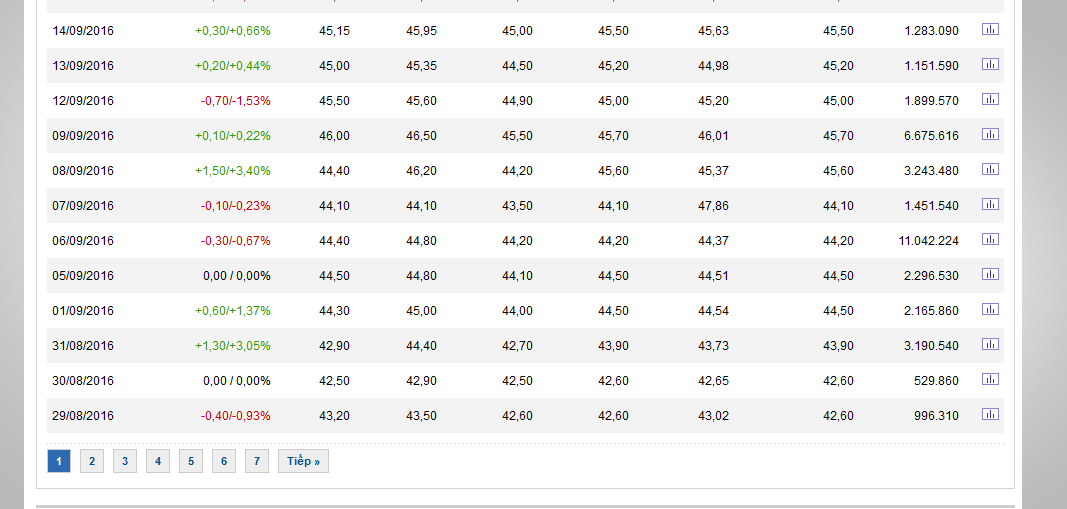 14/09/2016 +0,30/+0,66% 45,15 45,95 45,00 45,50 45,63 45,50 1.283.090
13/09/2016 +0,20/+0,44% 45,00 45,35 44,50 45,20 44,98 45,20 1.151.590
12/09/2016 -0,70/-1,53% 45,50 45,60 44,90 45,00 45,20 45,00 1.899.570
09/09/2016 +0,10/+0,22% 46,00 46,50 45,50 45,70 46,01 45,70 6.675.616
08/09/2016 +1,50/+3,40% 44,40 46,20 44,20 45,60 45,37 45,60 3.243.480
07/09/2016 -0,10/-0,23% 44,10 44,10 43,50 44,10 47,86 44,10 1.451.540
06/09/2016 -0,30/-0,67% 44,40 44,80 44,20 44,20 44,37 44,20 11.042.224
05/09/2016 0,00 / 0,00% 44,50 44,80 44,10 44,50 44,51 44,50 2.296.530
01/09/2016 +0,60/+1,37% 44,30 45,00 44,00 44,50 44,54 44,50 2.165.860
31/08/2016 +1,30/+3,05% 42,90 44,40 42,70 43,90 43,73 43,90 3.190.540
30/08/2016 0,00 / 0,00% 42,50 42,90 42,50 42,60 42,65 42,60 529.860
29/08/2016 -0,40/-0,93% 43,20 43,50 42,60 42,60 43,02 42,60 996.310
1 2 3 4 5 6 7 Tiếp »